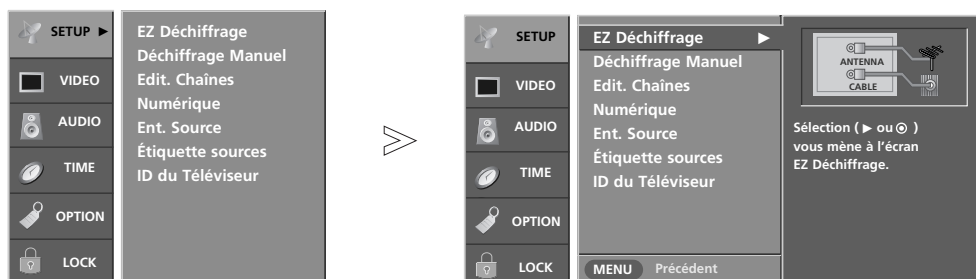 SETUP ►
VIDEO
AUDIO
TIME
OPTION
LOCK
EZ Déchiffrage
Déchiffrage Manuel
Edit. Chaînes
Numérique
Ent. Source
Étiquette sources
ID du Téléviseur
SETUP
VIDEO
AUDIO
TIME
OPTION
LOCK
EZ Déchiffrage ►
Déchiffrage Manuel
Edit. Chaînes
Numérique
Ent. Source
Étiquette sources
ID du Téléviseur
MENU Précédent
ANTENNA
CABLE
Sélection ( ► ou ⊙ )
vous mène à l'écran
EZ Déchiffrage.